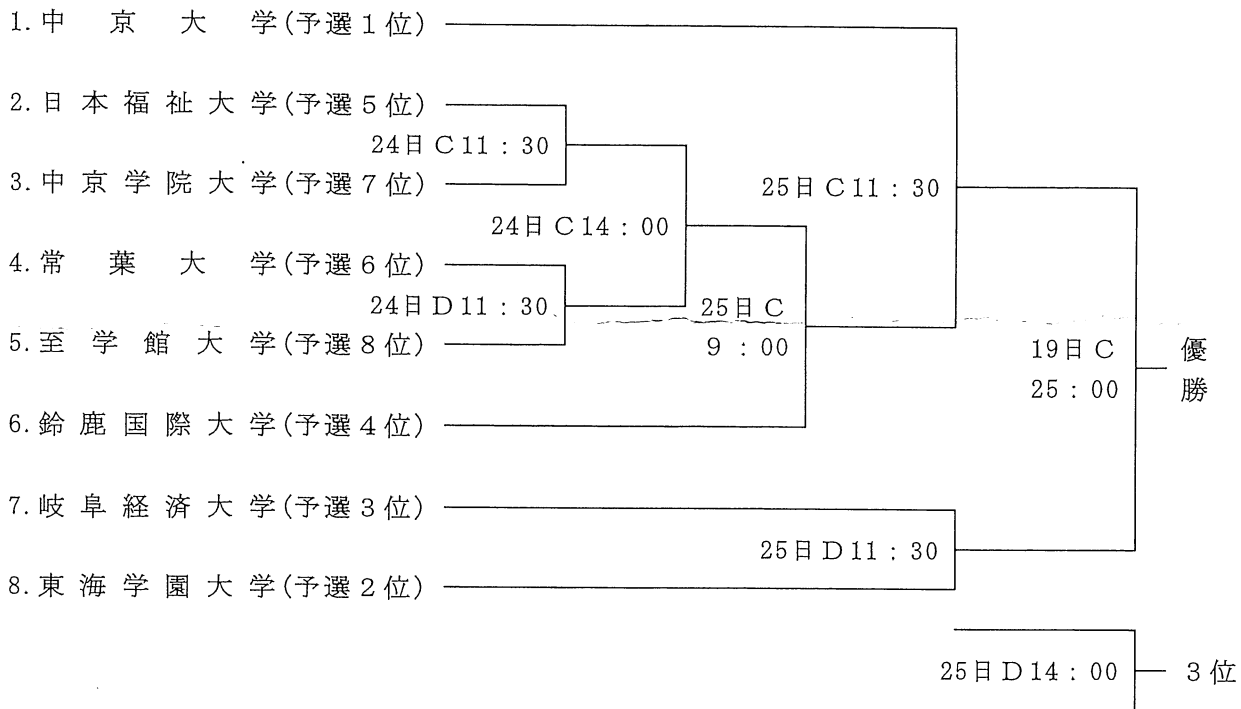 1.中京大学(予選1位)
2.日本福祉大学(予選5位)
24日C11:30
3.中京学院大学(予選7位)
25日C11:30
24日C14:00
4.常葉大学(予選6位)
24日D11:30
25日C
9:00
5.至学館大学(予選8位)
19日C
25:00
優勝
6.鈴鹿国際大学(予選4位)
7.岐阜経済大学(予選3位)
25日D11:30
8.東海学園大学(予選2位)
25日D14:00
3位